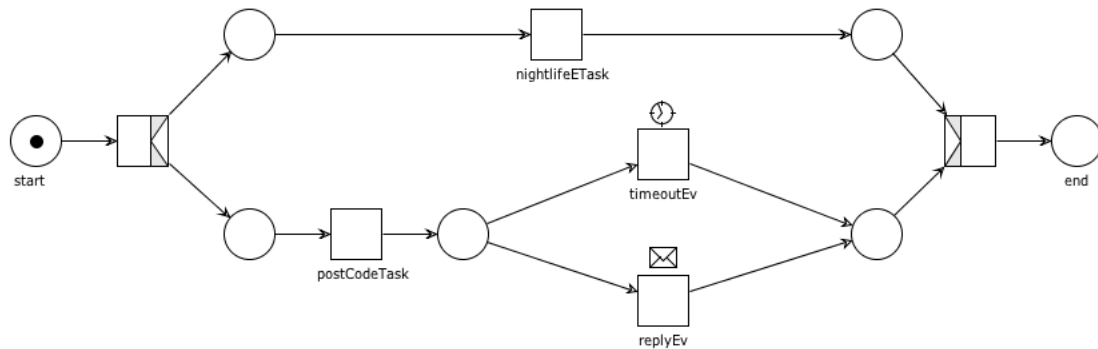 nightlifeETask
start
timeoutEv
end
postCodeTask
replyEv